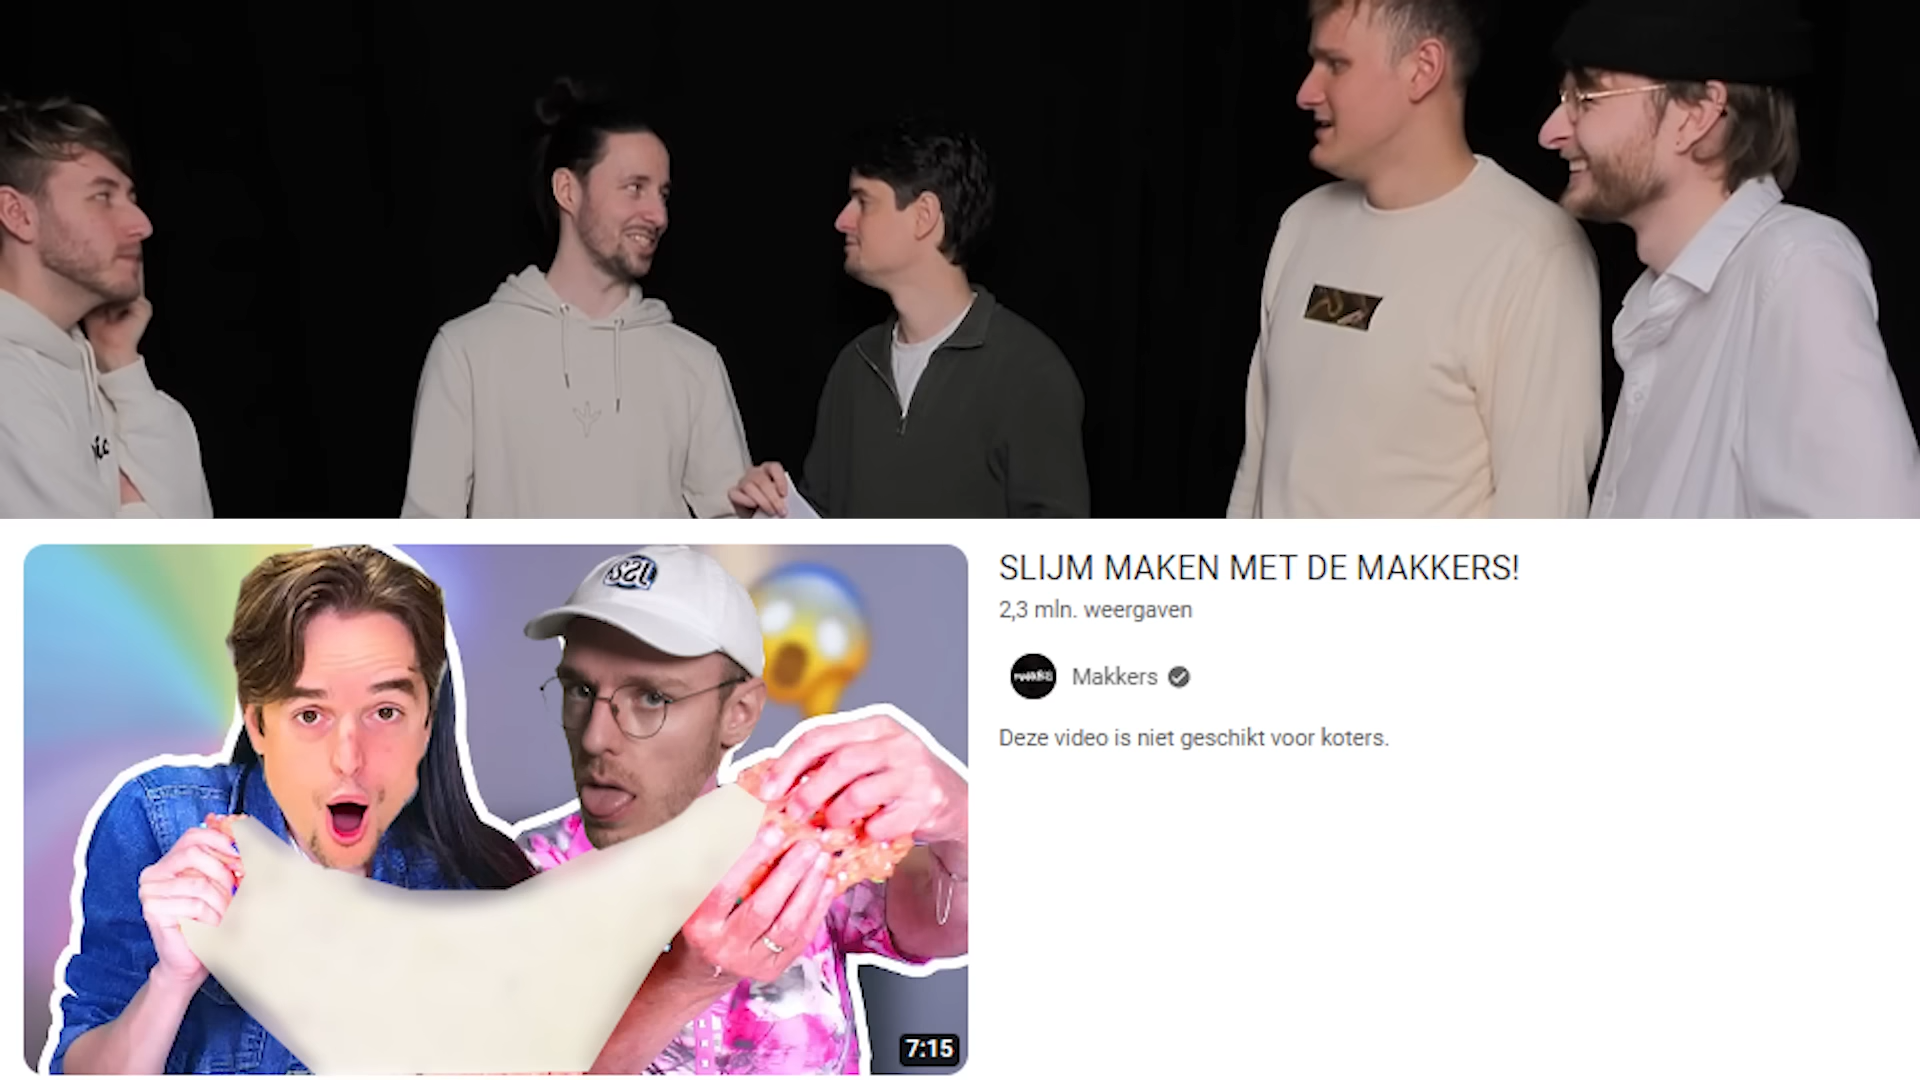 SLIJM MAKEN MET DE MAKKERS!
2,3 mln. weergaven
Makkers
Deze video is niet geschikt voor koters.
7:15